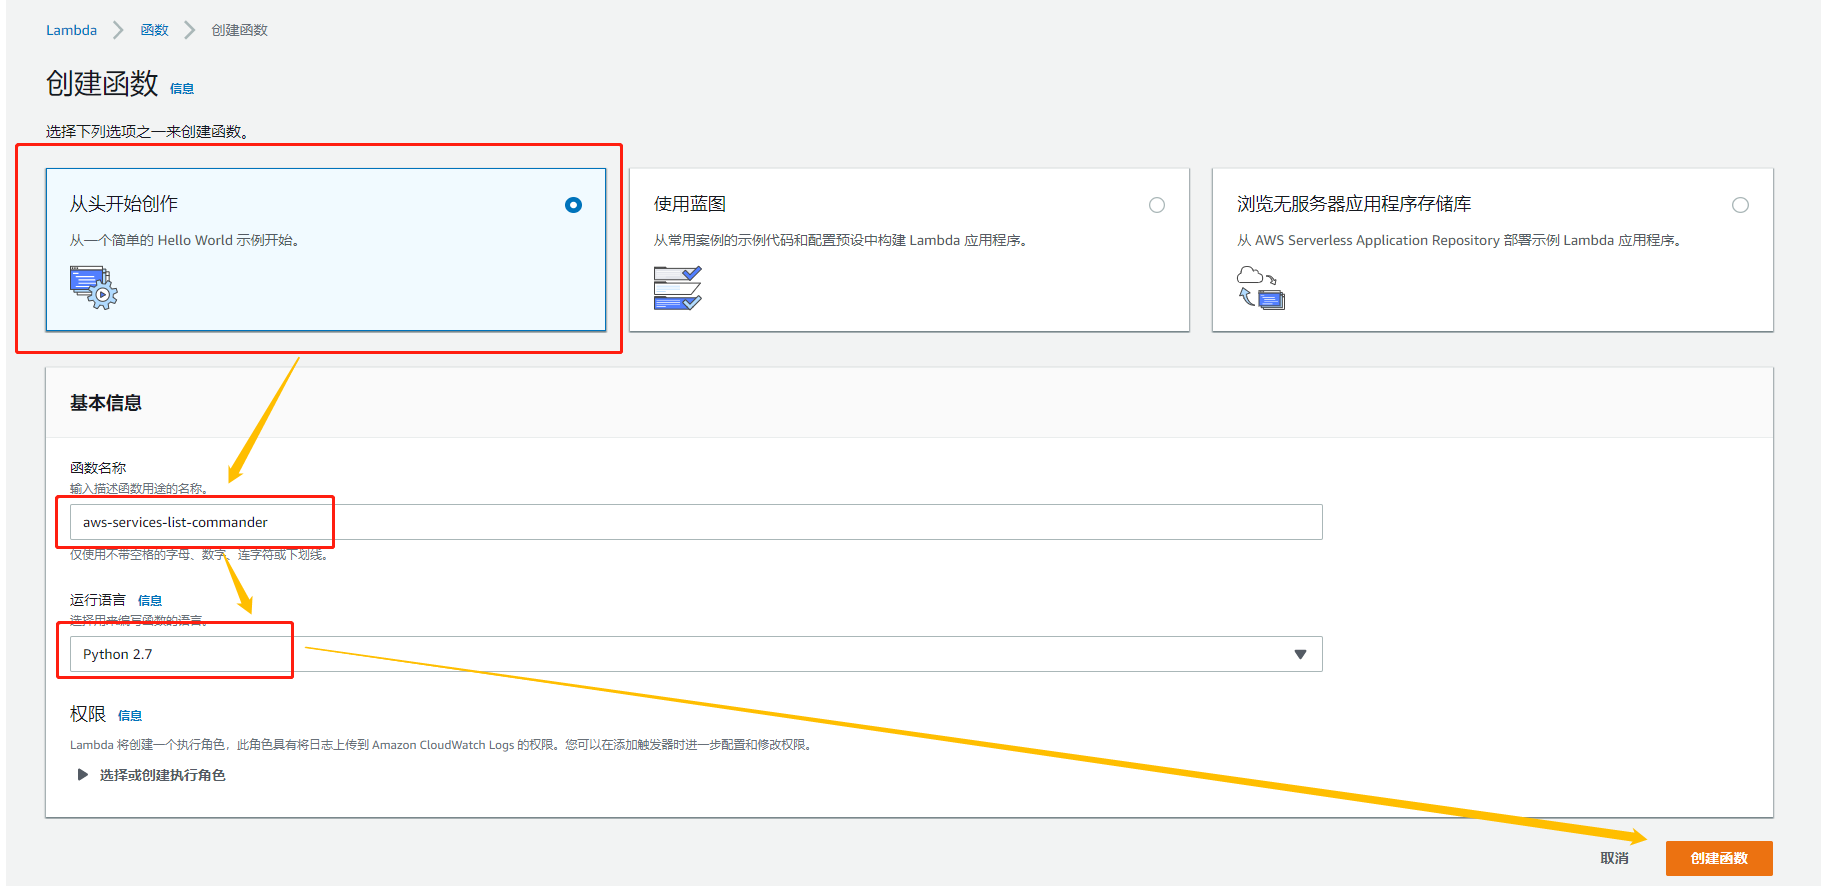 Lambda 函数 创建函数
创建函数 信息
选择下列选项之一来创建函数。
从头开始创作
从一个简单的 Hello World 示例开始。
使用蓝图
从常用案例的示例代码和配置预设中构建 Lambda 应用程序。
浏览无服务器应用程序存储库
从 AWS Serverless Application Repository 部署示例 Lambda 应用程序。
基本信息
函数名称
输入描述函数用途的名称。
aws-services-list-commander
仅使用不带空格的字母、数字、连字符或下划线。
运行语言 信息
选择用来编写函数的语言。
Python 2.7
权限 信息
Lambda 将创建一个执行角色，此角色具有将日志上传到 Amazon CloudWatch Logs 的权限。您可以在添加触发器时进一步配置和修改权限。
选择或创建执行角色
取消 创建函数